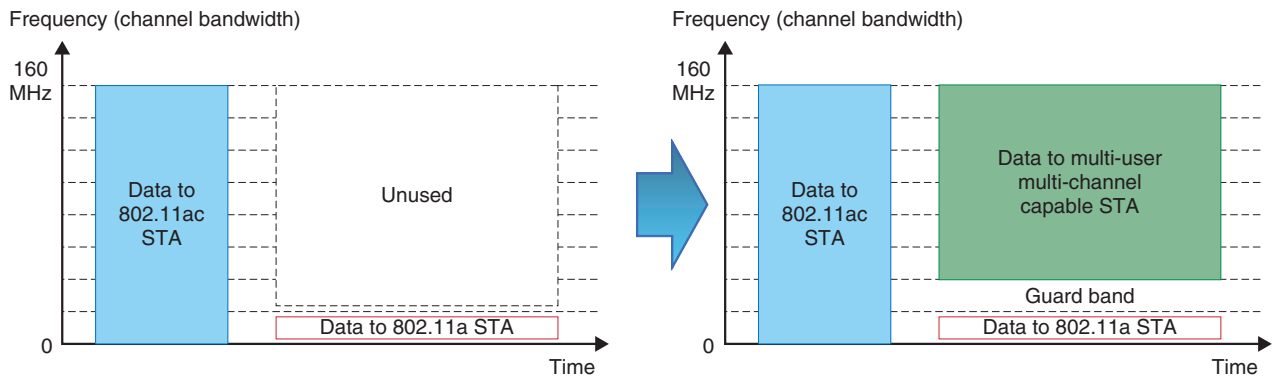 Frequency (channel bandwidth)
160
MHz
Data to
802.11ac
STA
Unused
Data to 802.11a STA
0
Time
Frequency (channel bandwidth)
160
MHz
Data to
802.11ac
STA
Data to multi-user
multi-channel
capable STA
Guard band
Data to 802.11a STA
0
Time